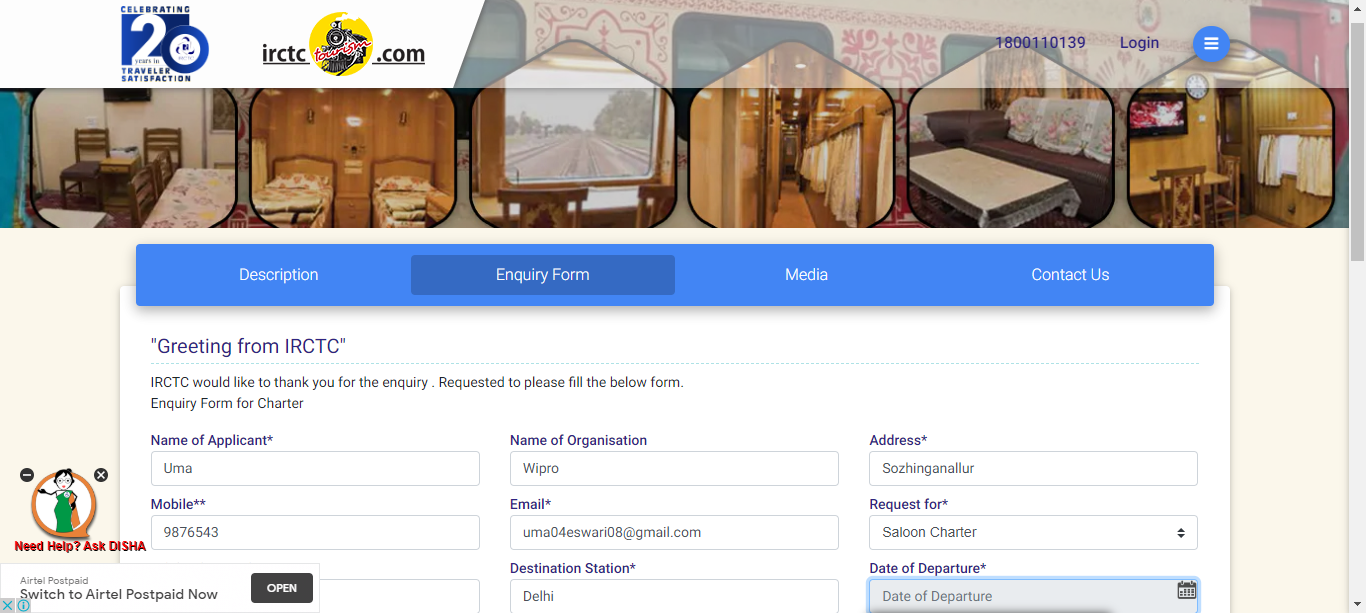 CELEBRATING
20
years in
TRAVELER
SATISFACTION
irctc tourism .com
1800110139
Login
Description
Enquiry Form
Media
Contact Us
"Greeting from IRCTC"
IRCTC would like to thank you for the enquiry . Requested to please fill the below form.
Enquiry Form for Charter
Name of Applicant*
Name of Organisation
Address*
Uma
Wipro
Sozhinganallur
Mobile**
Email*
Request for*
9876543
uma04eswari08@gmail.com
Saloon Charter
Need Help? Ask DISHA
Destination Station*
Date of Departure*
Delhi
Date of Departure
Airtel Postpaid
Switch to Airtel Postpaid Now
OPEN